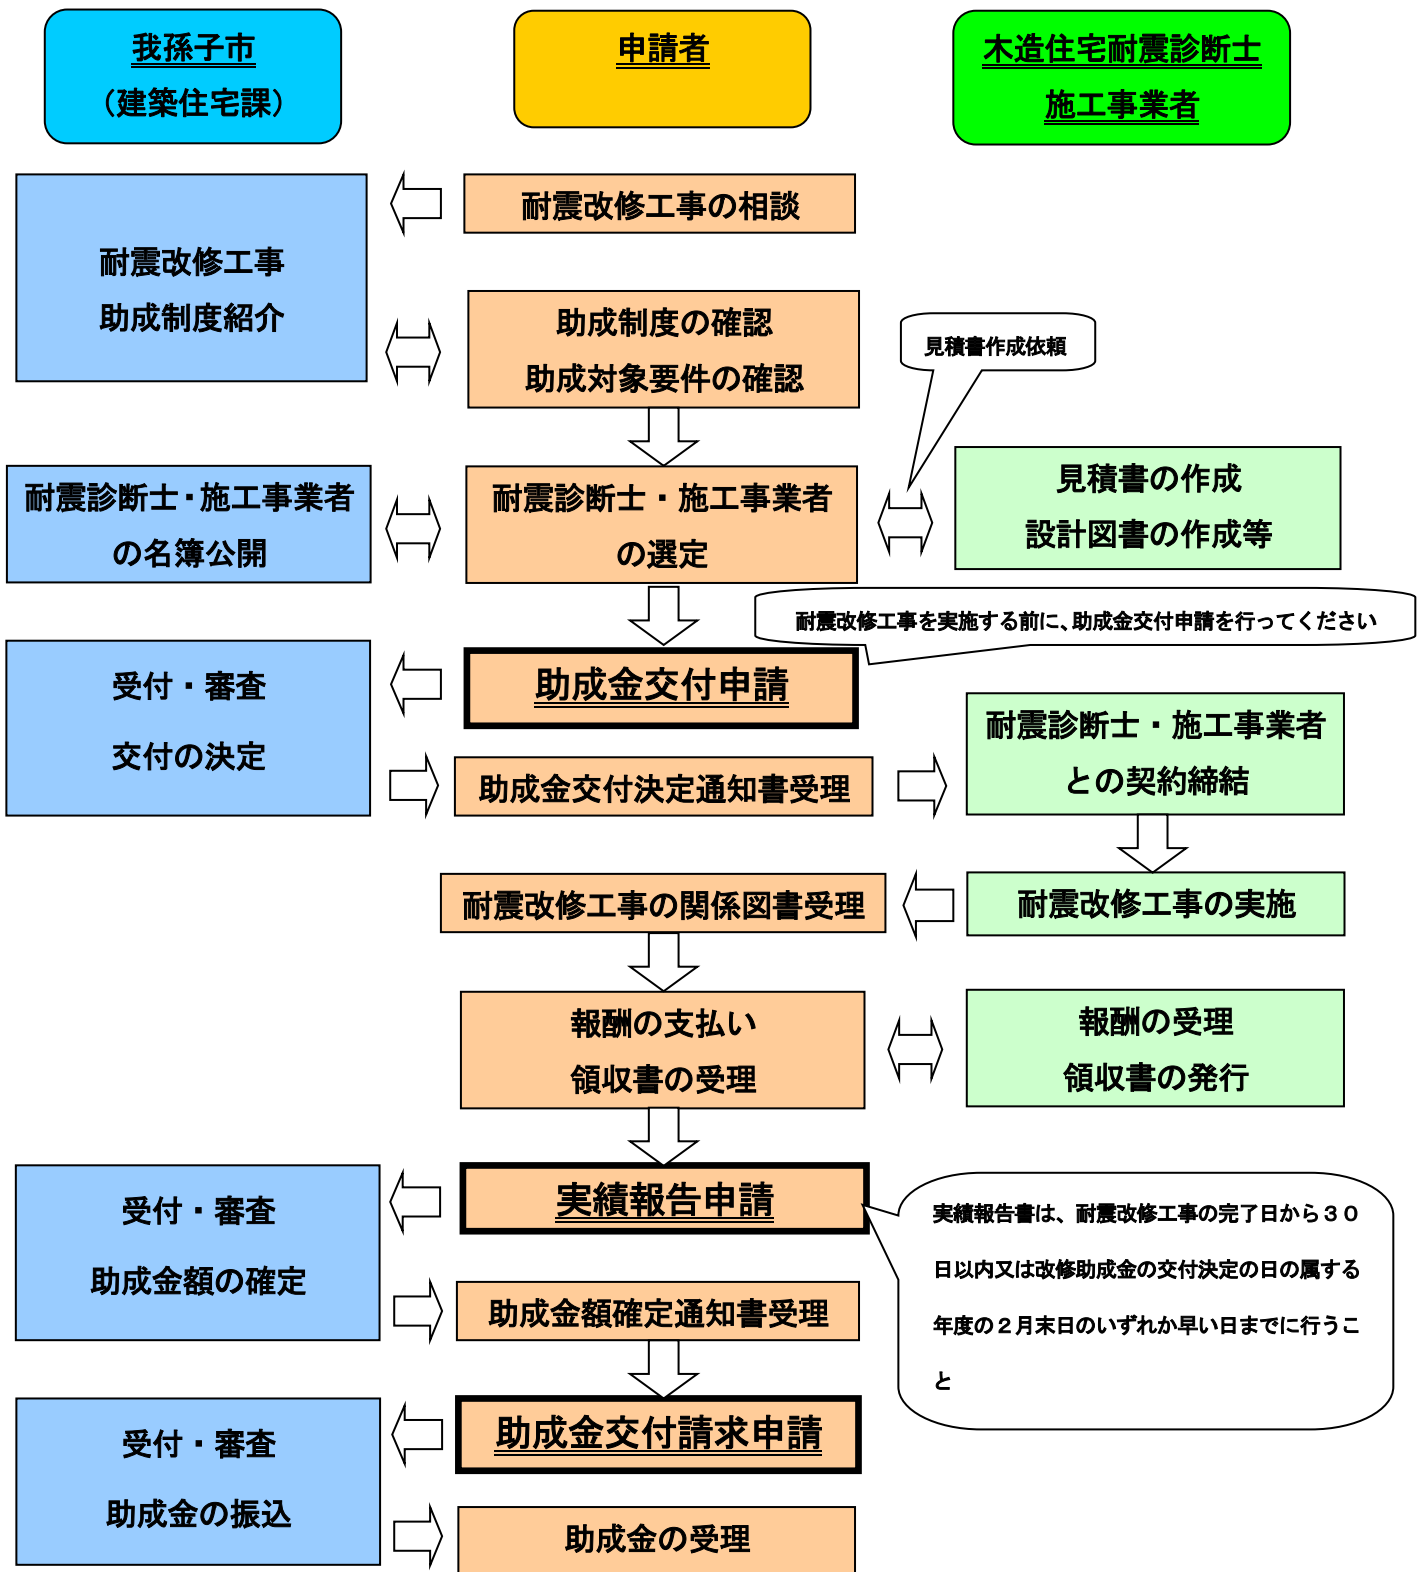 我孫子市
（建築住宅課）
申請者
木造住宅耐震診断士
施工事業者
耐震改修工事の相談
耐震改修工事
助成制度紹介
助成制度の確認
助成対象要件の確認
見積書作成依頼
耐震診断士・施工事業者
の名簿公開
耐震診断士・施工事業者
の選定
見積書の作成
設計図書の作成等
耐震改修工事を実施する前に、助成金交付申請を行ってください
助成金交付申請
受付・審査
交付の決定
助成金交付決定通知書受理
耐震診断士・施工事業者
との契約締結
耐震改修工事の実施
耐震改修工事の関係図書受理
報酬の支払い
領収書の受理
報酬の受理
領収書の発行
実績報告申請
受付・審査
助成金額の確定
実績報告書は、耐震改修工事の完了日から３０
日以内又は改修助成金の交付決定の日の属する
年度の２月末日のいずれか早い日までに行うこ
と
助成金額確定通知書受理
助成金交付請求申請
受付・審査
助成金の振込
助成金の受理